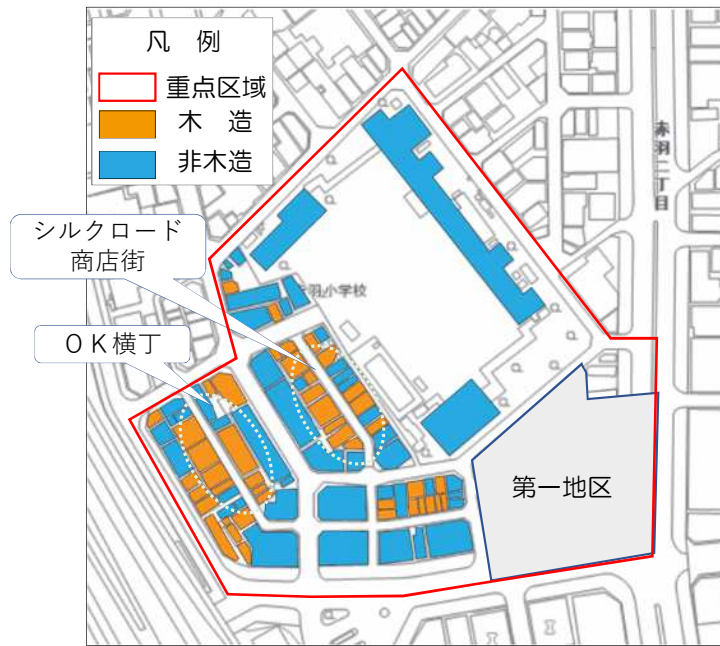 凡 例
重点区域
木 造
非木造
赤羽二丁目
シルクロード
商店街
羽小学校
OK横丁
第一地区